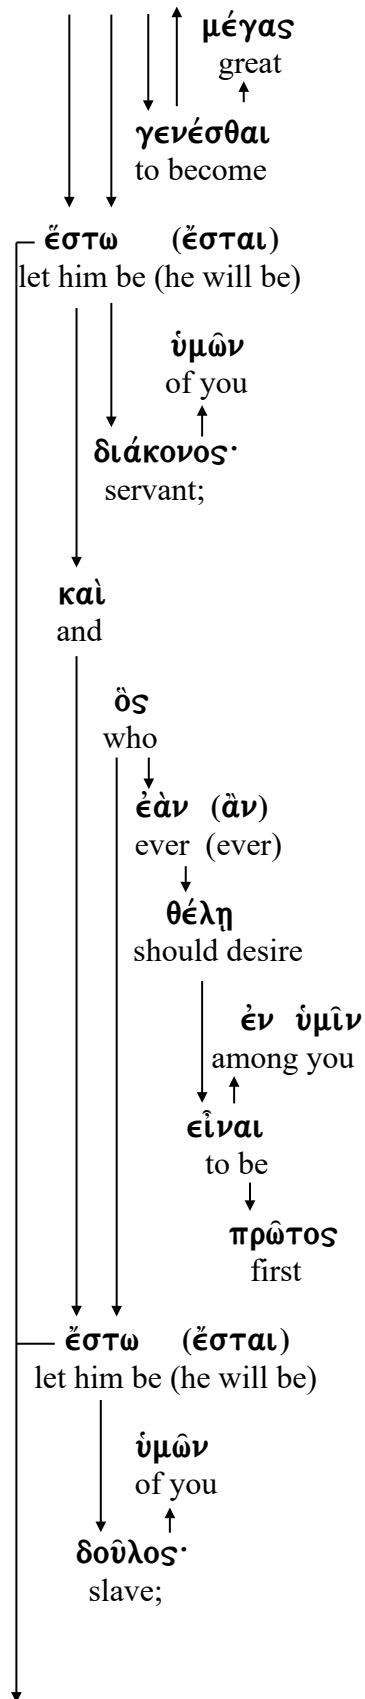 μέγας
great
γενέσθαι
to become
ἔστω (ἔσται)
let him be (he will be)
ὑμῶν
of you
διάκονος·
servant;
καὶ
and
ὃς
who
ἐὰν (ἂν)
ever (ever)
θέλῃ
should desire
ἐν ὑμῖν
among you
εἶναι
to be
πρῶτος
first
ἔστω (ἔσται)
let him be (he will be)
ὑμῶν
of you
δοῦλος·
slave;